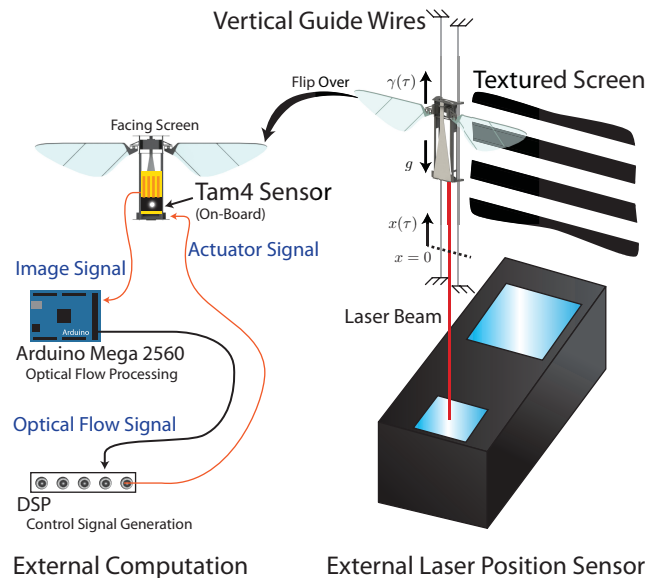 Vertical Guide Wires
γ(τ)
Flip Over
Textured Screen
Facing Screen
g
Tam4 Sensor
(On-Board)
x(τ)
Actuator Signal
x = 0
Image Signal
Laser Beam
Arduino
Arduino Mega 2560
Optical Flow Processing
Optical Flow Signal
DSP
Control Signal Generation
External Computation
External Laser Position Sensor